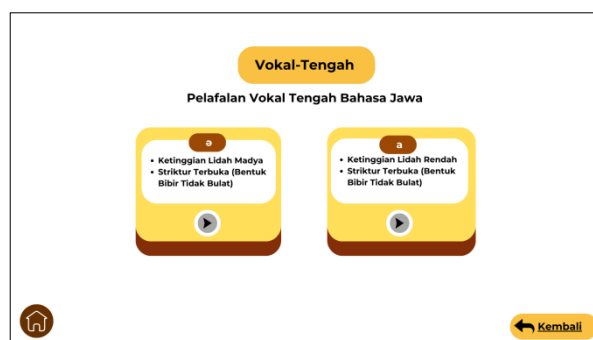 Vokal-Tengah
Pelafalan Vokal Tengah Bahasa Jawa
ə
• Ketinggian Lidah Madya
• Striktur Terbuka (Bentuk
Bibir Tidak Bulat)
a
• Ketinggian Lidah Rendah
• Striktur Terbuka (Bentuk
Bibir Tidak Bulat)
Kembali